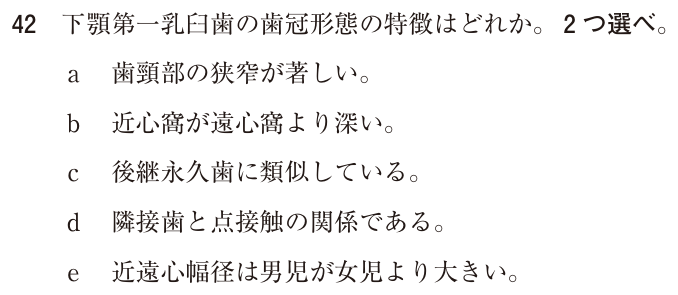 42 下顎第一乳臼歯の歯冠形態の特徴はどれか。2つ選べ。
a 歯頸部の狭窄が著しい。
b 近心窩が遠心窩より深い。
c 後継永久歯に類似している。
d 隣接歯と点接触の関係である。
e 近遠心幅径は男児が女児より大きい。